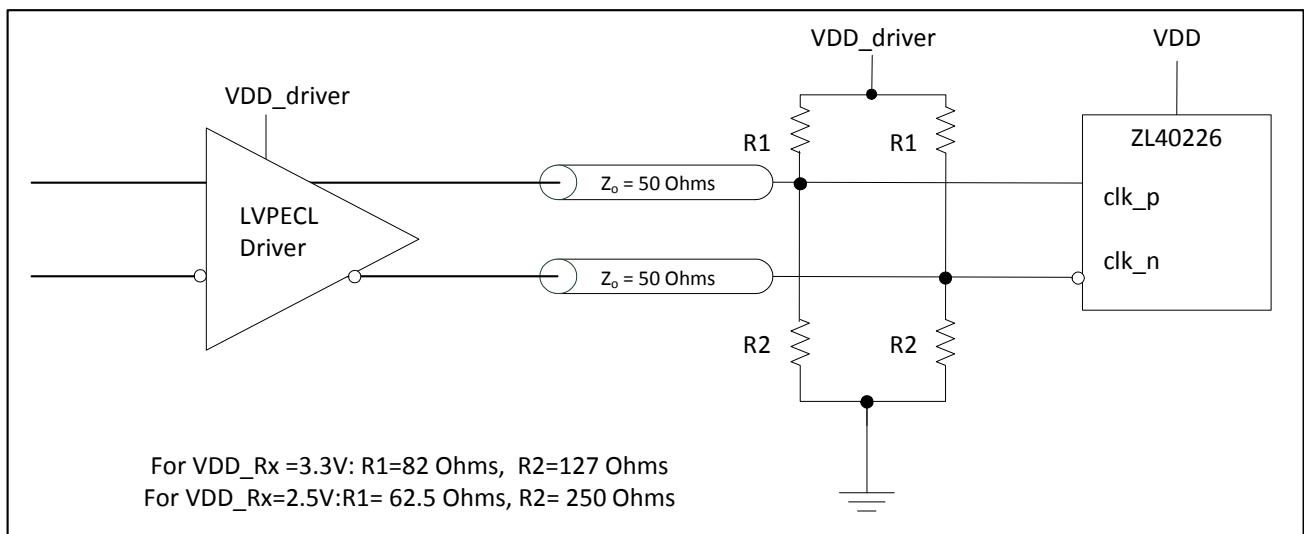 VDD_driver
VDD
VDD_driver
R1
R1
ZL40226
Zₒ = 50 Ohms
clk_p
LVPECL
Driver
Zₒ = 50 Ohms
clk_n
R2
R2
For VDD_Rx =3.3V: R1=82 Ohms, R2=127 Ohms
For VDD_Rx=2.5V:R1= 62.5 Ohms, R2= 250 Ohms